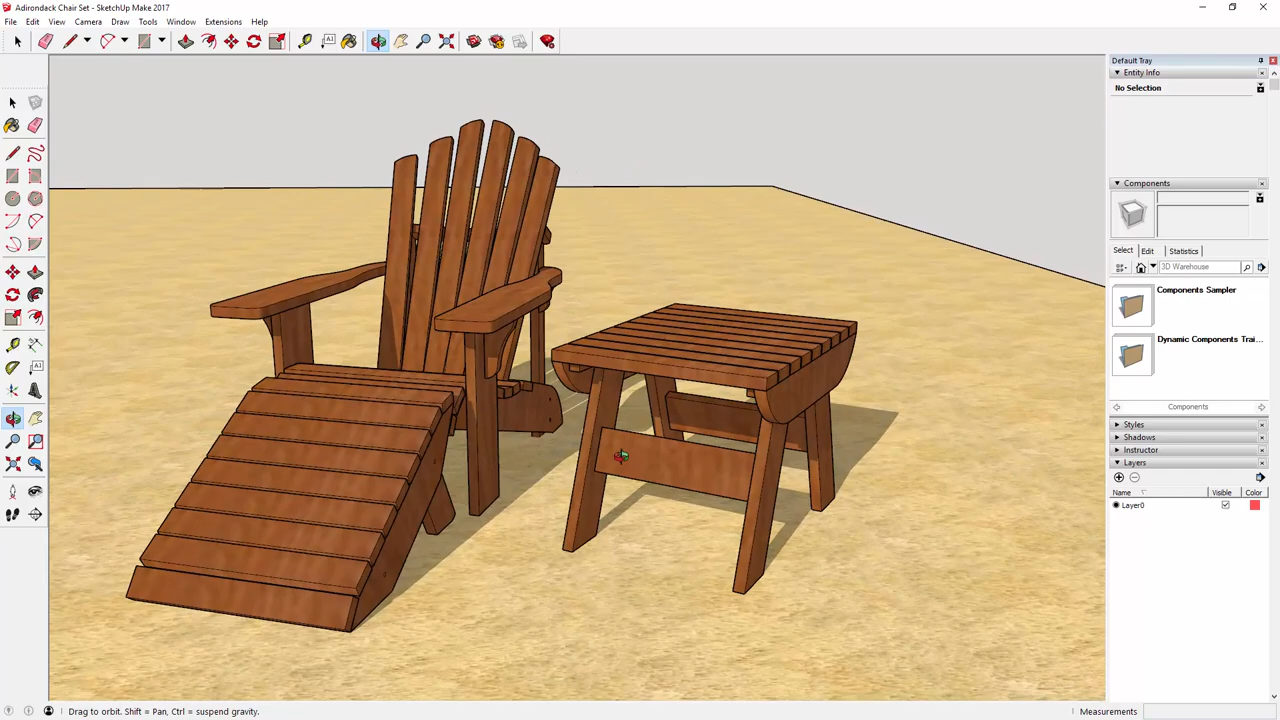 Adirondack Chair Set - SketchUp Make 2017
File Edit View Camera Draw Tools Window Extensions Help
Default Tray
Entity Info
No Selection
Components
Select Edit Statistics
3D Warehouse
Components Sampler
Dynamic Components Trai...
Components
Styles
Shadows
Instructor
Layers
Name Visible Color
Layer0
Drag to orbit. Shift = Pan, Ctrl = suspend gravity.
Measurements